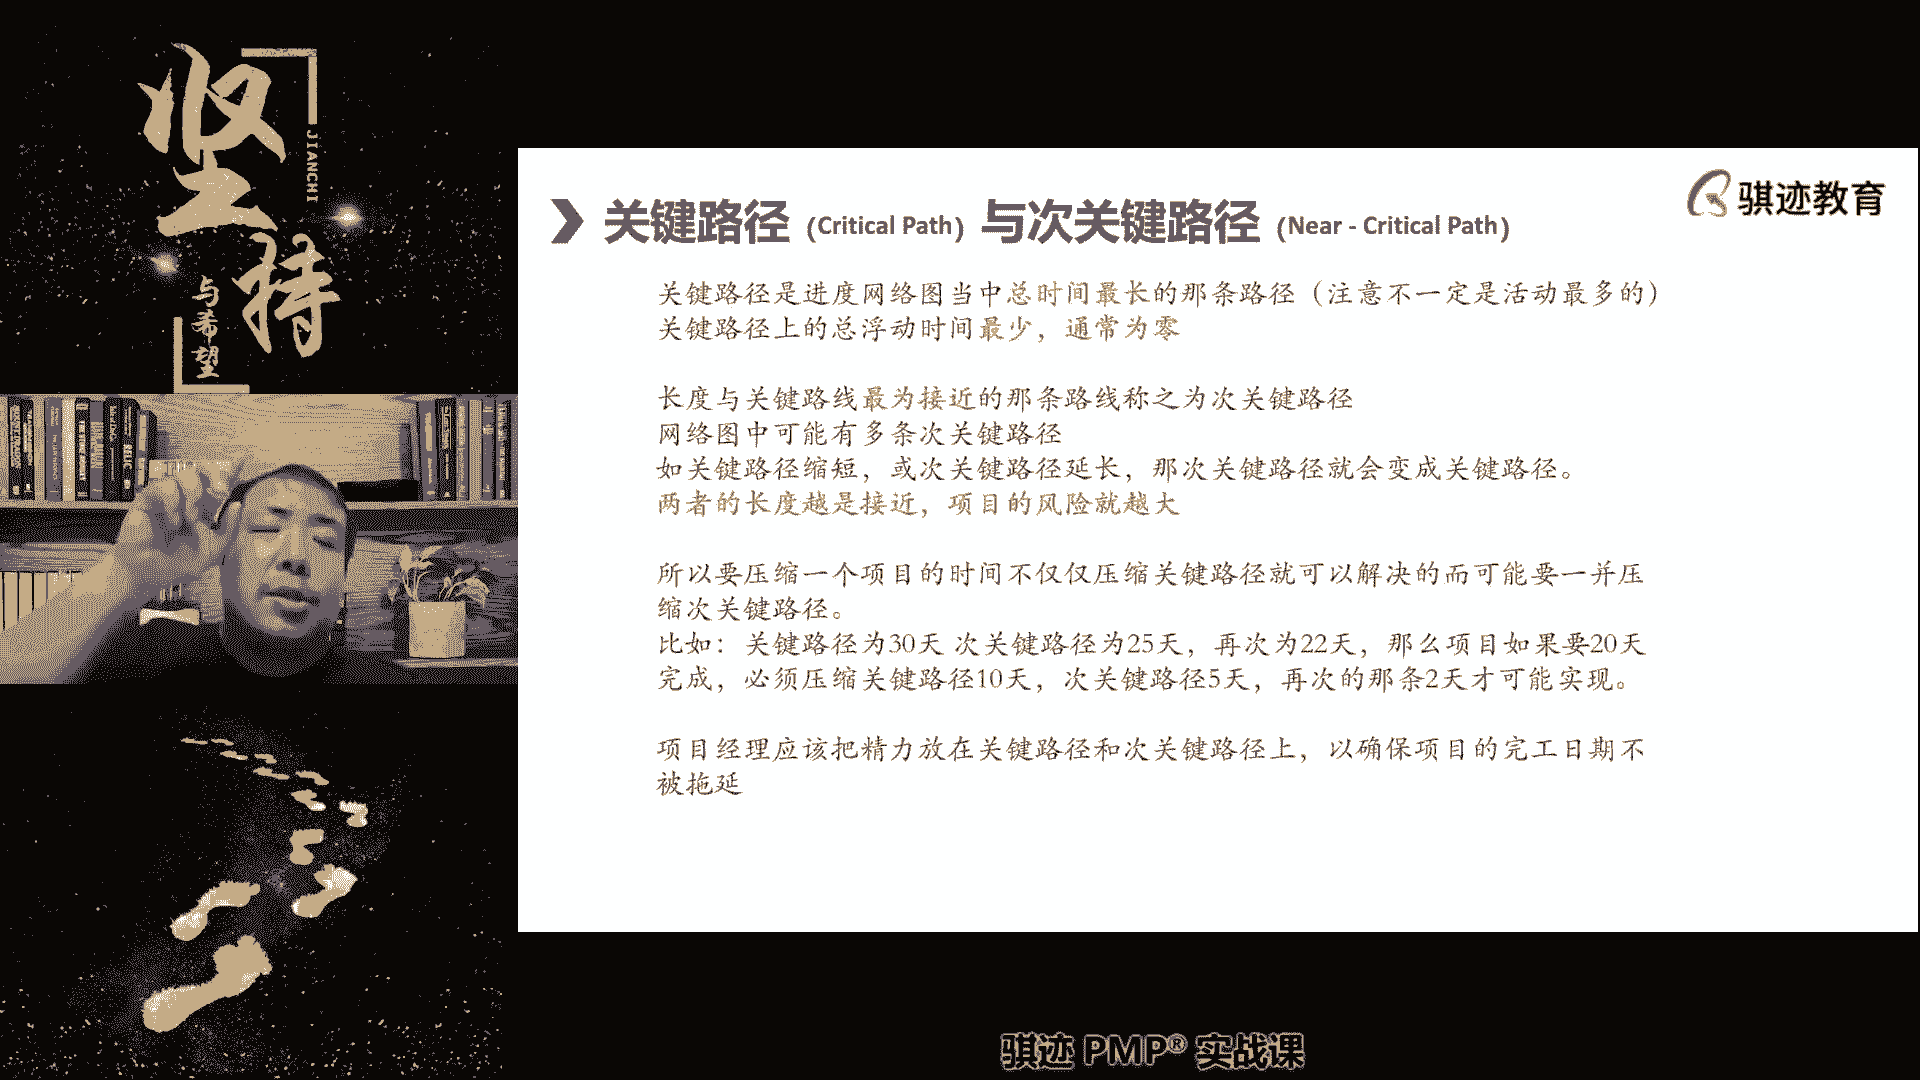 坚
JIANCHI
持
与希望
骐迹教育
关键路径 (Critical Path) 与次关键路径 (Near - Critical Path)
关键路径是进度网络图当中总时间最长的那条路径（注意不一定是活动最多的）
关键路径上的总浮动时间最少，通常为零
长度与关键路线最为接近的那条路线称之为次关键路径
网络图中可能有多条次关键路径
如关键路径缩短，或次关键路径延长，那次关键路径就会变成关键路径。
两者的长度越是接近，项目的风险就越大
所以要压缩一个项目的时间不仅仅压缩关键路径就可以解决的而可能要一并压
缩次关键路径。
比如：关键路径为30天 次关键路径为25天，再次为22天，那么项目如果要20天
完成，必须压缩关键路径10天，次关键路径5天，再次的那条2天才可能实现。
项目经理应该把精力放在关键路径和次关键路径上，以确保项目的完工日期不
被拖延
骐迹 PMP® 实战课